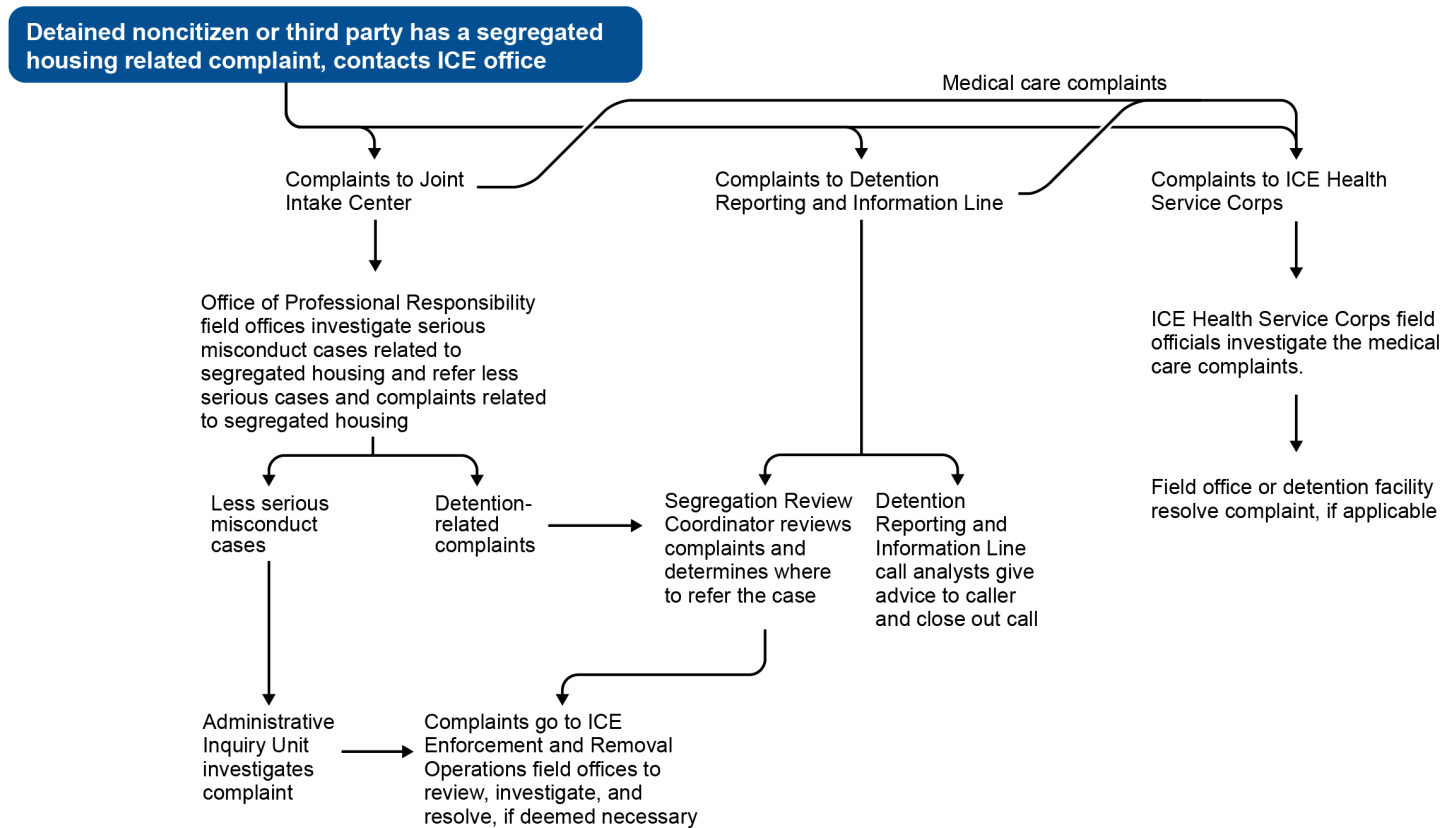 Detained noncitizen or third party has a segregated
housing related complaint, contacts ICE office
Medical care complaints
Complaints to Joint
Intake Center
Complaints to Detention
Reporting and Information Line
Complaints to ICE Health
Service Corps
Office of Professional Responsibility
field offices investigate serious
misconduct cases related to
segregated housing and refer less
serious cases and complaints related
to segregated housing
ICE Health Service Corps field
officials investigate the medical
care complaints.
Less serious
misconduct
cases
Detention-
related
complaints
Segregation Review
Coordinator reviews
complaints and
determines where
to refer the case
Detention
Reporting and
Information Line
call analysts give
advice to caller
and close out call
Field office or detention facility
resolve complaint, if applicable
Administrative
Inquiry Unit
investigates
complaint
Complaints go to ICE
Enforcement and Removal
Operations field offices to
review, investigate, and
resolve, if deemed necessary